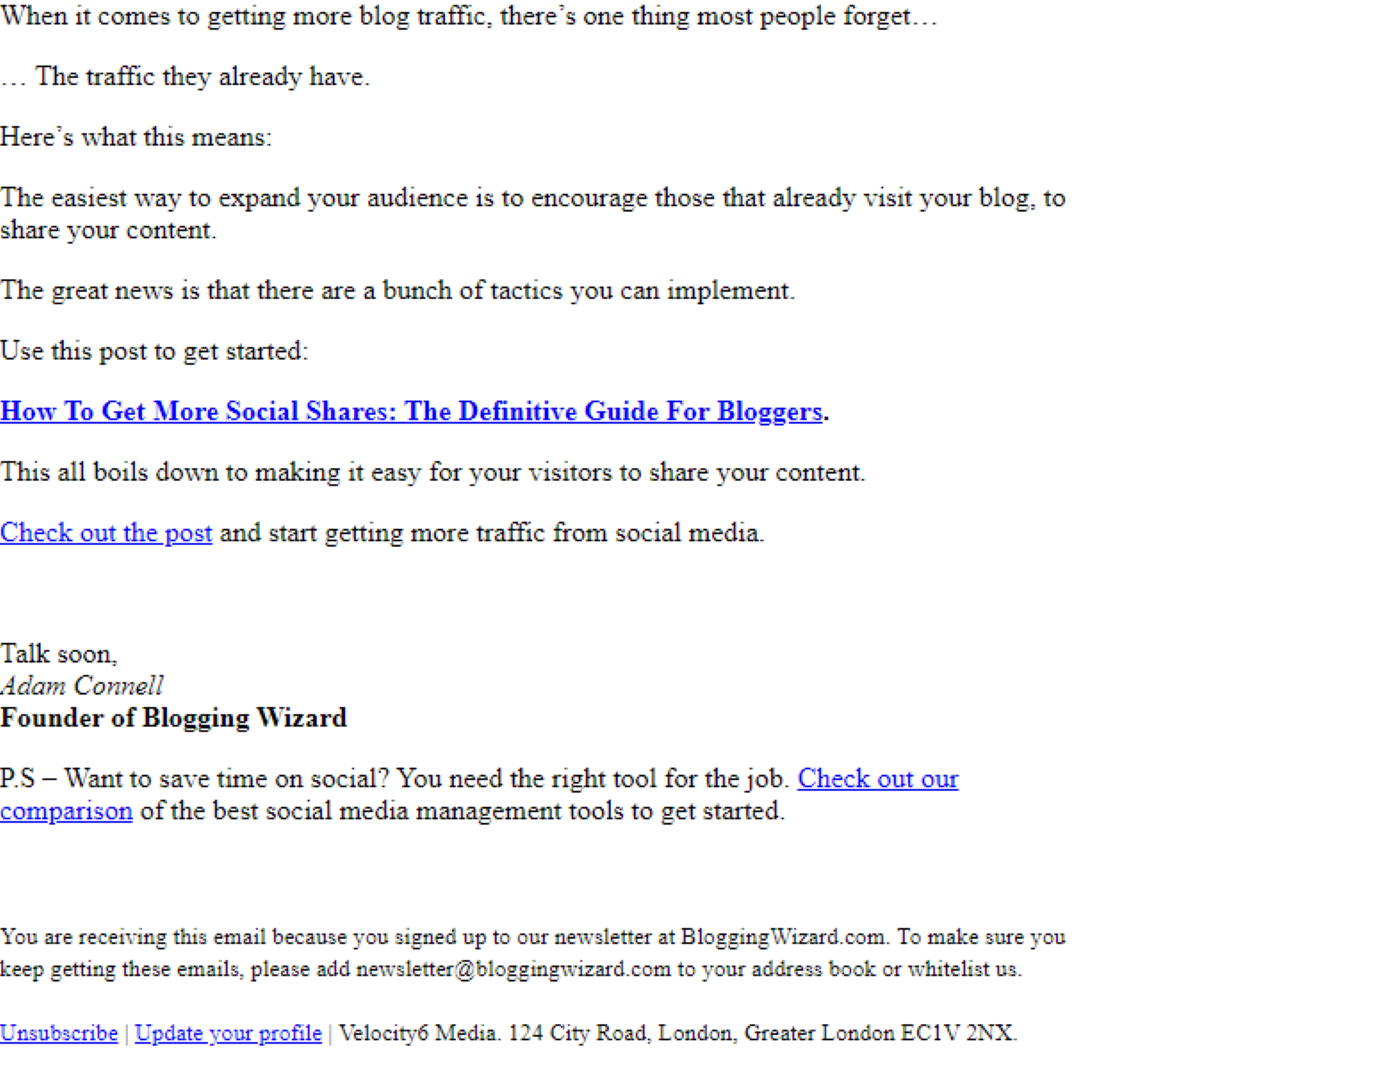 When it comes to getting more blog traffic, there’s one thing most people forget…
… The traffic they already have.
Here’s what this means:
The easiest way to expand your audience is to encourage those that already visit your blog, to
share your content.
The great news is that there are a bunch of tactics you can implement.
Use this post to get started:
How To Get More Social Shares: The Definitive Guide For Bloggers.
This all boils down to making it easy for your visitors to share your content.
Check out the post and start getting more traffic from social media.
Talk soon,
Adam Connell
Founder of Blogging Wizard
P.S – Want to save time on social? You need the right tool for the job. Check out our
comparison of the best social media management tools to get started.
You are receiving this email because you signed up to our newsletter at BloggingWizard.com. To make sure you
keep getting these emails, please add newsletter@bloggingwizard.com to your address book or whitelist us.
Unsubscribe | Update your profile | Velocity6 Media. 124 City Road, London, Greater London EC1V 2NX.